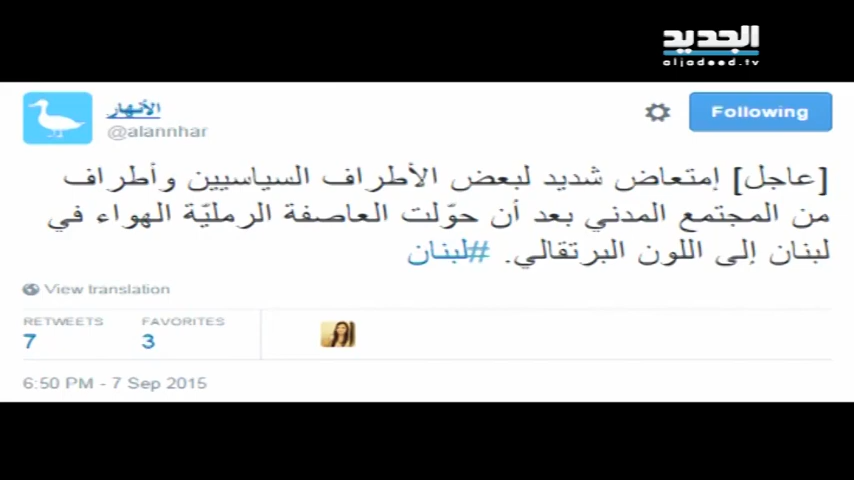 الجديد
aljadeed.tv
الأنهار
@alannhar
Following
[عاجل] إمتعاض شديد لبعض الأطراف السياسيين وأطراف
من المجتمع المدني بعد أن حوّلت العاصفة الرمليّة الهواء في
لبنان إلى اللون البرتقالي. #لبنان
View translation
RETWEETS FAVORITES
7 3
6:50 PM - 7 Sep 2015